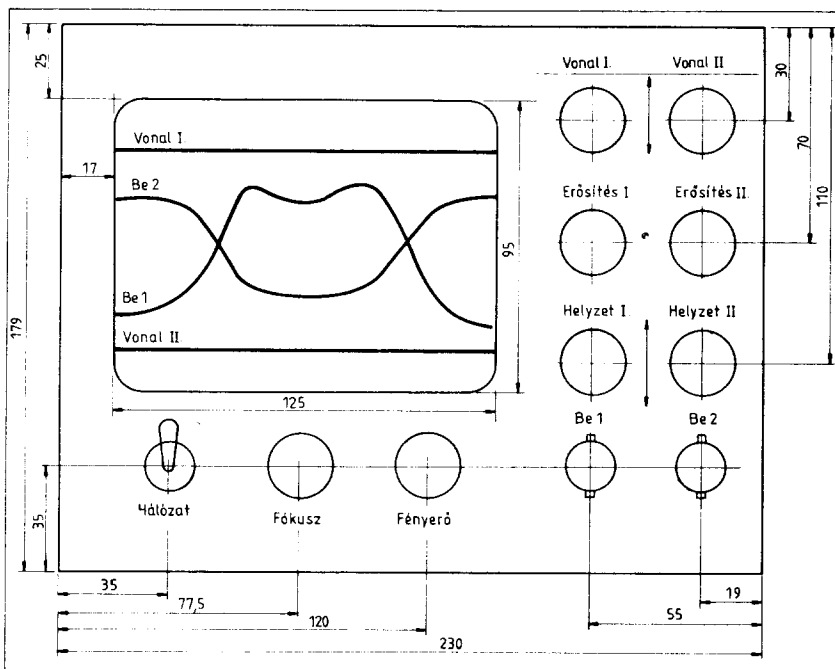 Vonal I.
Vonal II
30
25
Vonal I.
17
Be 2
70
110
Erősítés I
Erősítés II.
95
Be 1
179
Helyzet I.
Helyzet II
Vonal II
125
Be 1
Be 2
Hálózat
Fókusz
Fényerő
35
35
77,5
120
230
19
55